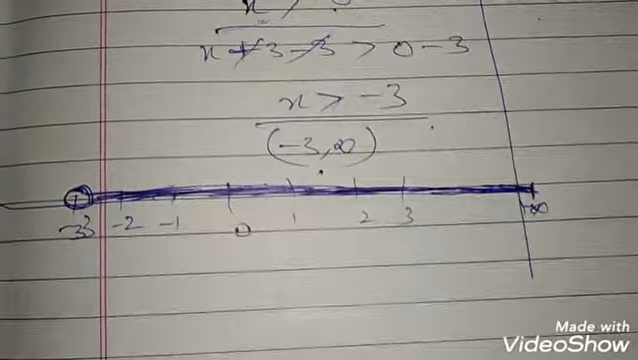 x + 3 - 3 > 0 - 3
x > -3
(-3, ∞)
-3 -2 -1 0 1 2 3 +∞
Made with
VideoShow